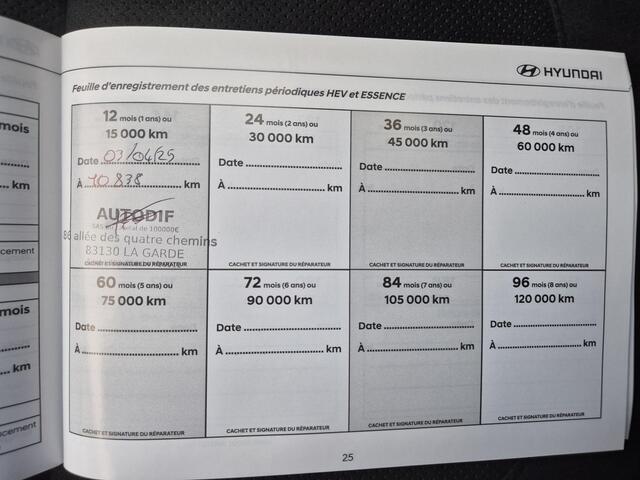 HYUNDAI
Feuille d'enregistrement des entretiens périodiques HEV et ESSENCE
12 mois (1 ans) ou
15 000 km
Date 03/04/25
À 10 838 km
AUTODIF
86 allée des quatre chemins
83130 LA GARDE
CACHET ET SIGNATURE DU RÉPARATEUR
24 mois (2 ans) ou
30 000 km
Date
À km
CACHET ET SIGNATURE DU RÉPARATEUR
36 mois (3 ans) ou
45 000 km
Date
À km
CACHET ET SIGNATURE DU RÉPARATEUR
48 mois (4 ans) ou
60 000 km
Date
À km
CACHET ET SIGNATURE DU RÉPARATEUR
60 mois (5 ans) ou
75 000 km
Date
À km
CACHET ET SIGNATURE DU RÉPARATEUR
72 mois (6 ans) ou
90 000 km
Date
À km
CACHET ET SIGNATURE DU RÉPARATEUR
84 mois (7 ans) ou
105 000 km
Date
À km
CACHET ET SIGNATURE DU RÉPARATEUR
96 mois (8 ans) ou
120 000 km
Date
À km
CACHET ET SIGNATURE DU RÉPARATEUR
25
mois
km
mois
km